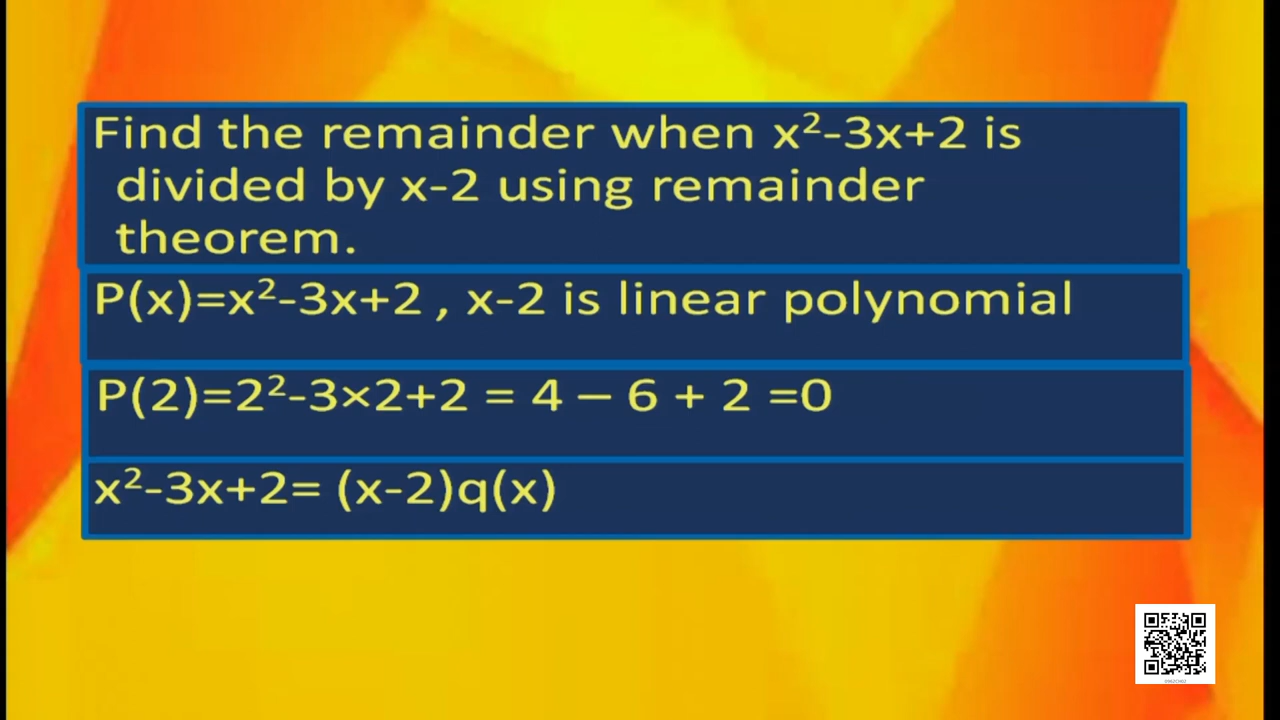 Find the remainder when x²-3x+2 is
divided by x-2 using remainder
theorem.
P(x)=x²-3x+2 , x-2 is linear polynomial
P(2)=2²-3×2+2 = 4 – 6 + 2 =0
x²-3x+2= (x-2)q(x)